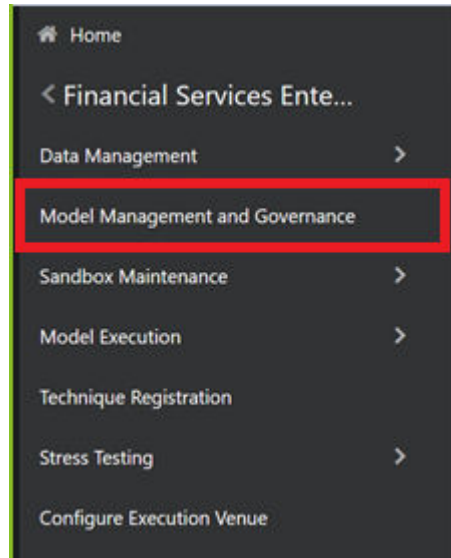 Home
< Financial Services Ente...
Data Management
Model Management and Governance
Sandbox Maintenance
Model Execution
Technique Registration
Stress Testing
Configure Execution Venue